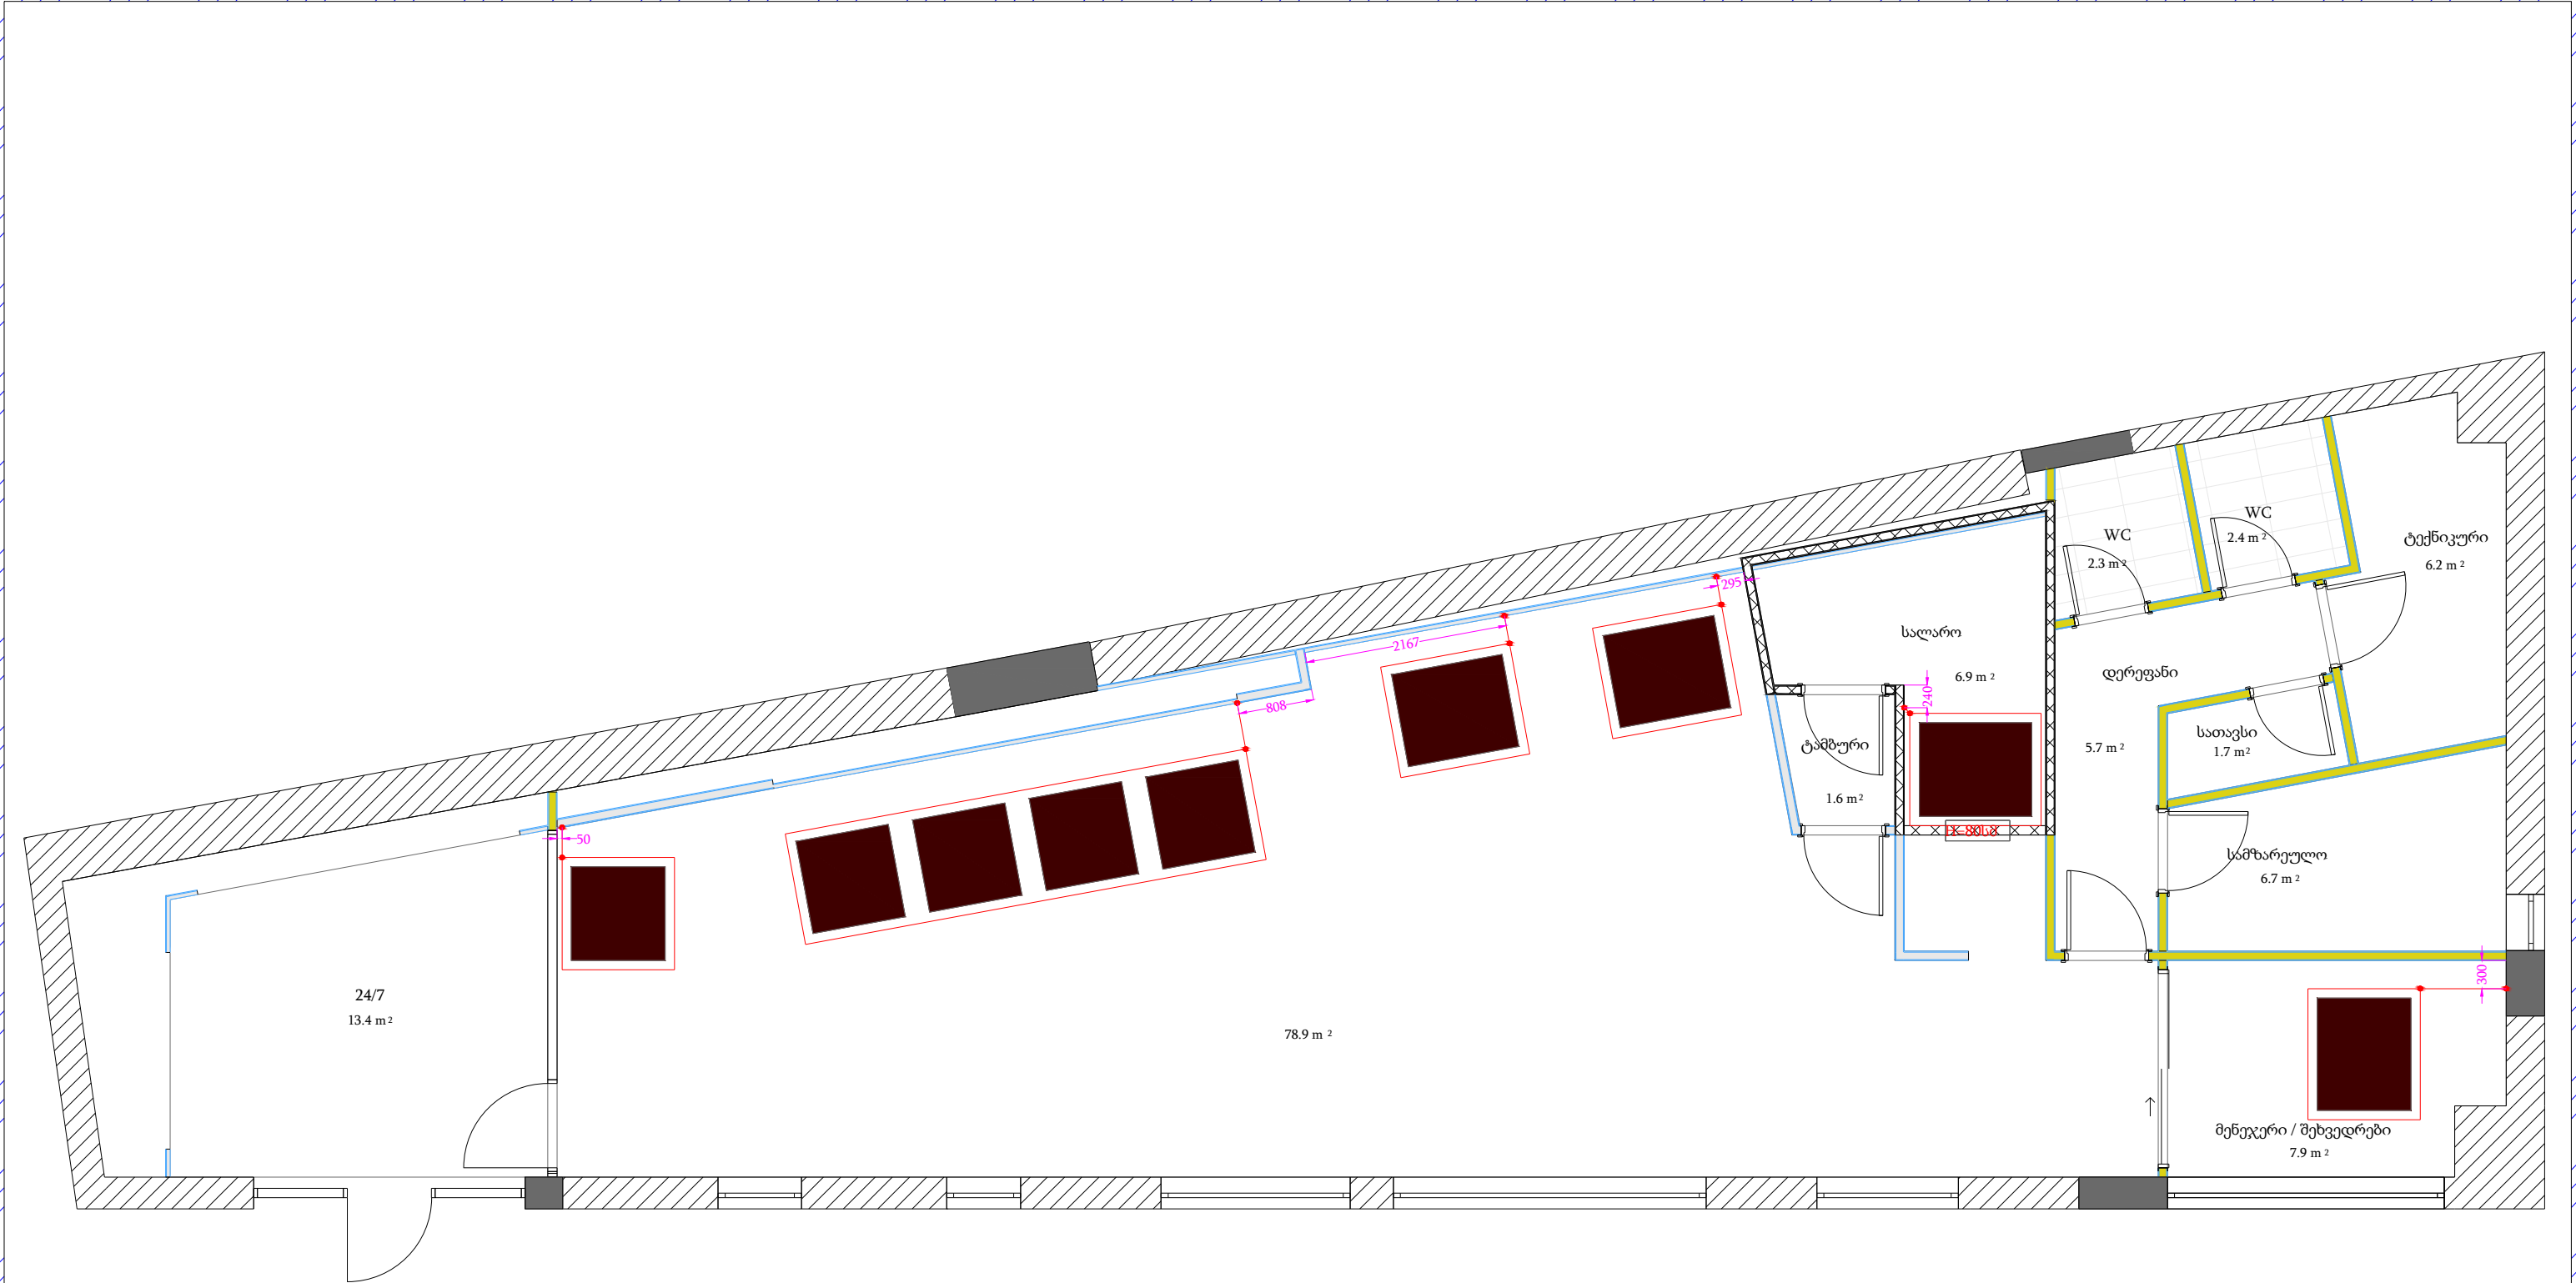 WC
2.4 m²
WC
2.3 m²
ტექნიკური
6.2 m²
295
სალარო
6.9 m²
2167
808
240
დერეფანი
5.7 m²
სათავსი
1.7 m²
ტამბური
1.6 m²
50
სამზარეულო
6.7 m²
300
24/7
13.4 m²
78.9 m²
მენეჯერი / შეხვედრები
7.9 m²